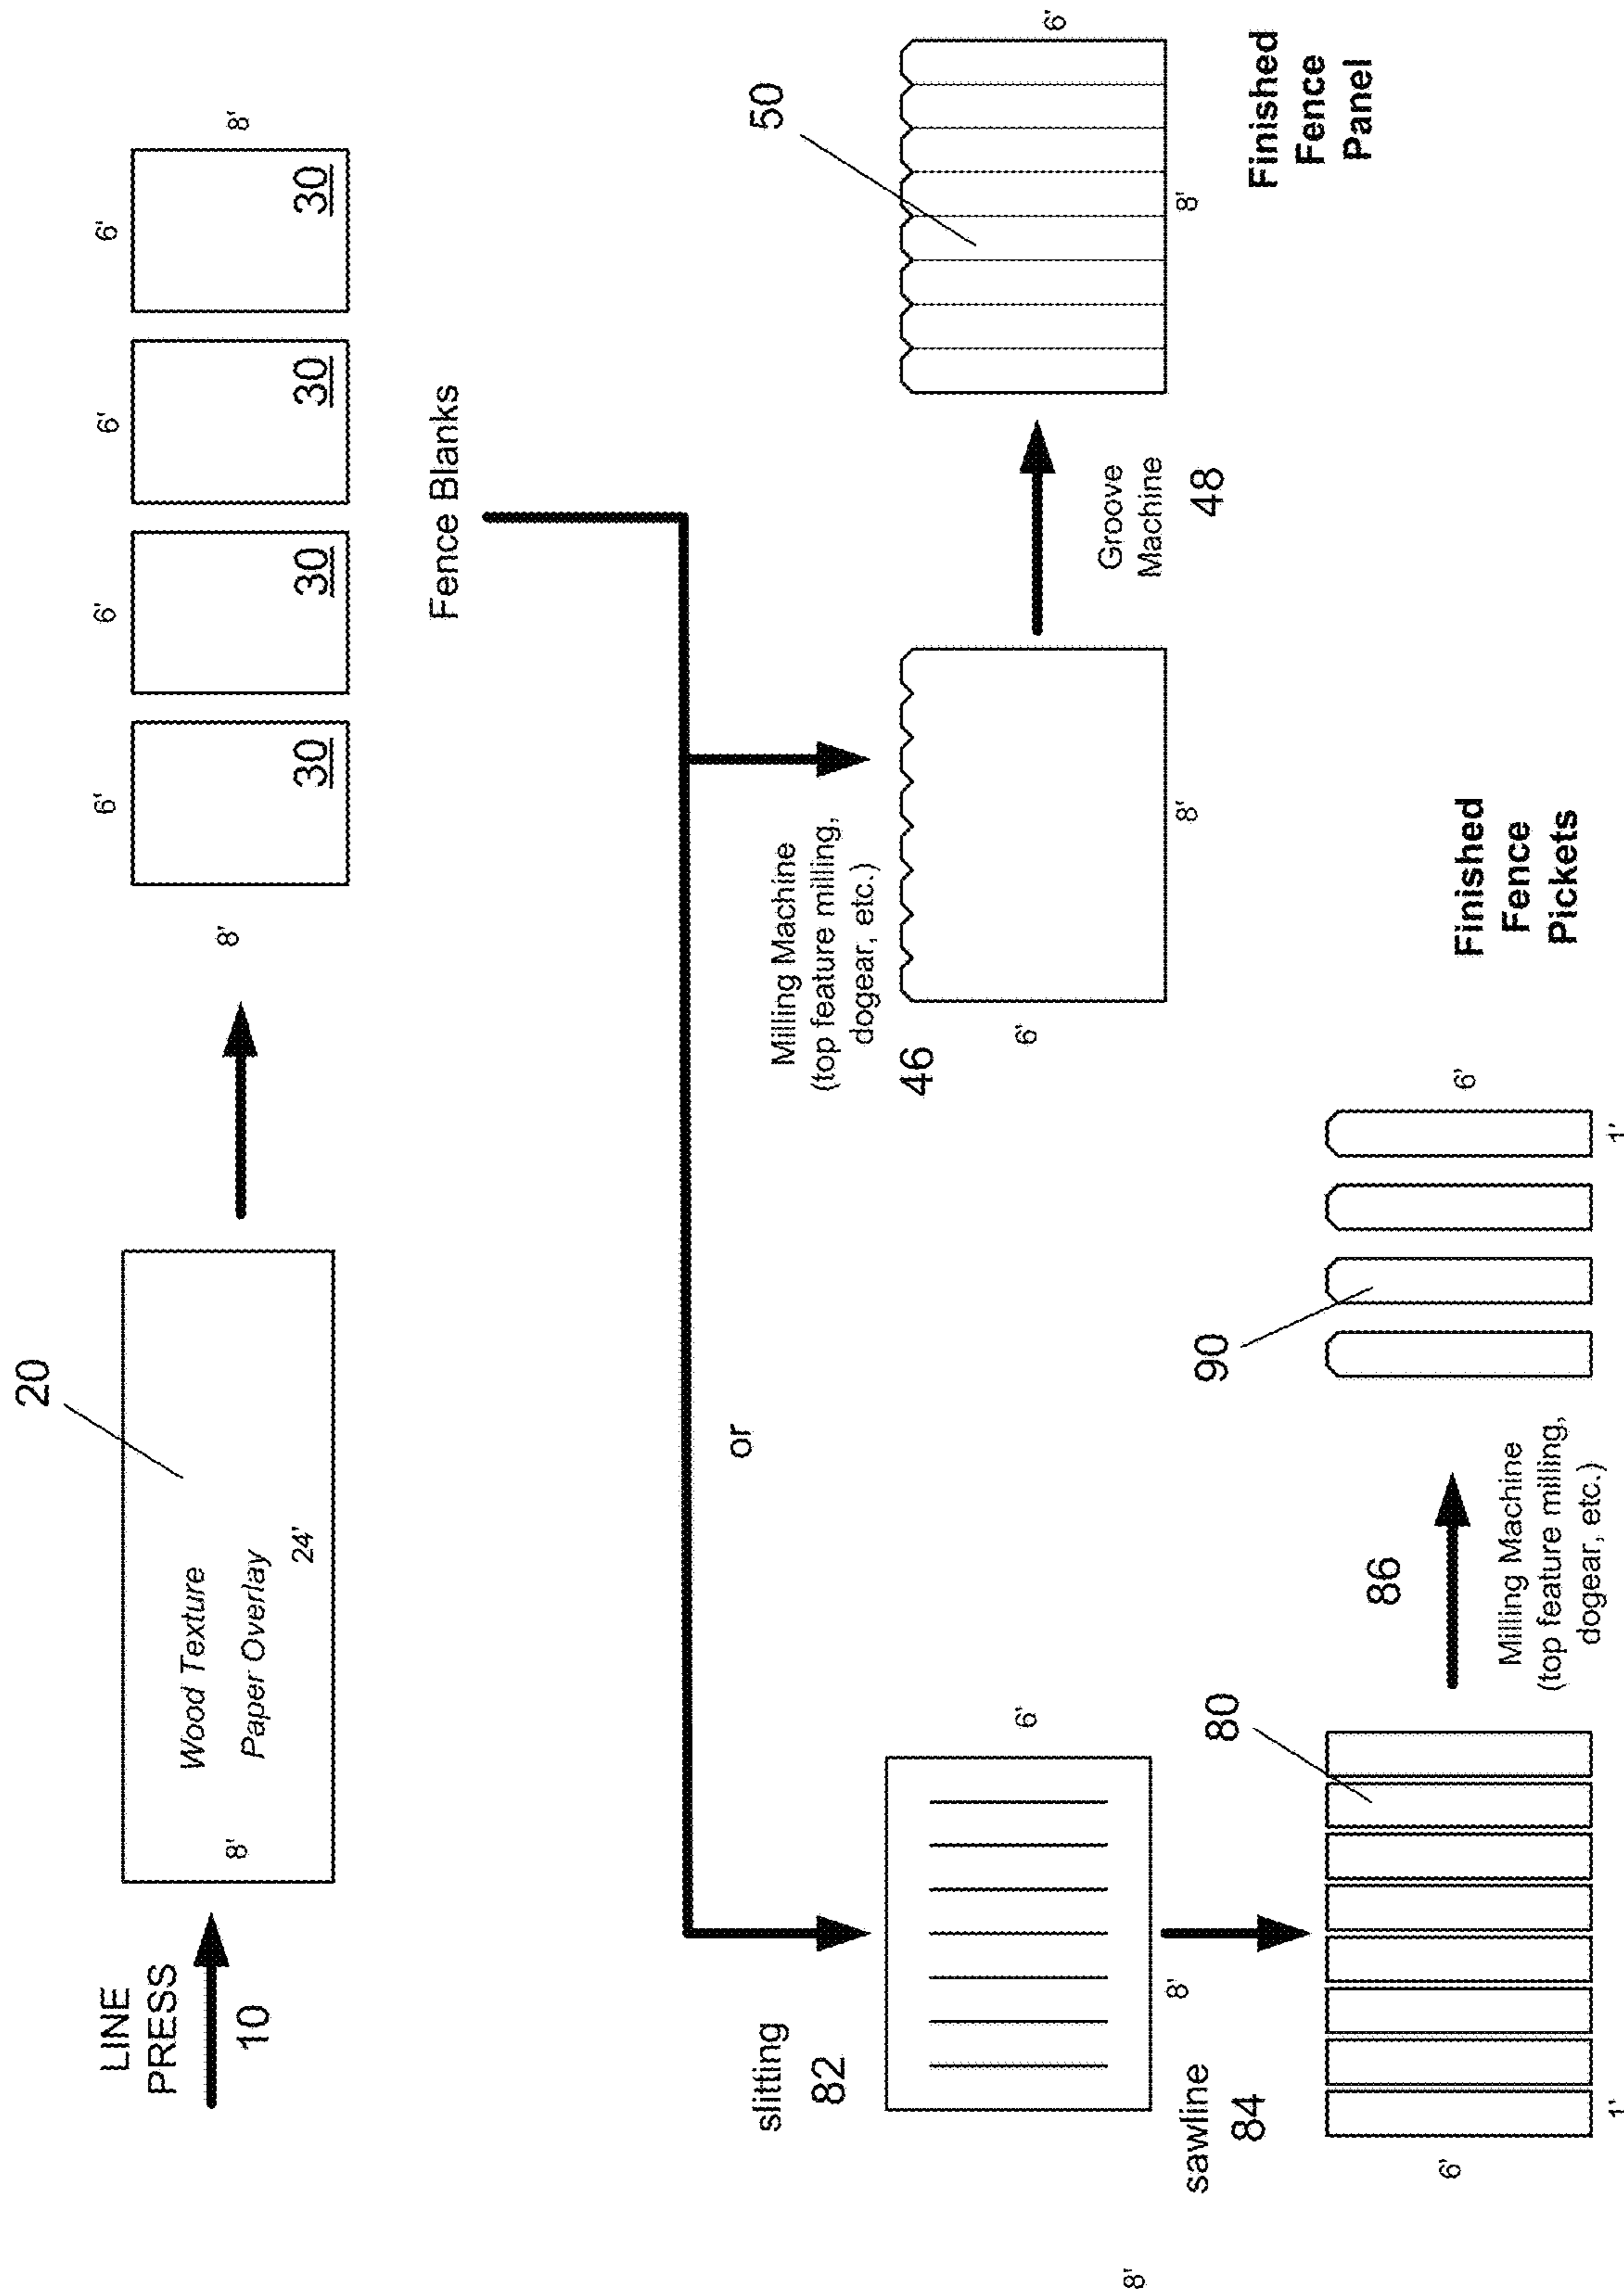 LINE
PRESS
10
20
Wood Texture
Paper Overlay
8'
24'
8'
6'
6'
6'
6'
30
30
30
30
8'
Fence Blanks
or
slitting
82
6'
8'
sawline
84
8'
6'
1'
80
86
Milling Machine
(top feature milling,
dogear, etc.)
90
6'
1'
Finished
Fence
Pickets
Milling Machine
(top feature milling,
dogear, etc.)
46
6'
8'
Groove
Machine
48
50
6'
8'
Finished
Fence
Panel